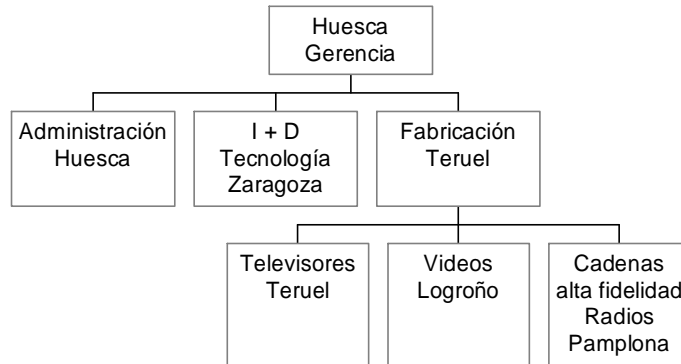 Huesca
Gerencia
Administración
Huesca
I + D
Tecnología
Zaragoza
Fabricación
Teruel
Televisores
Teruel
Videos
Logroño
Cadenas
alta fidelidad
Radios
Pamplona